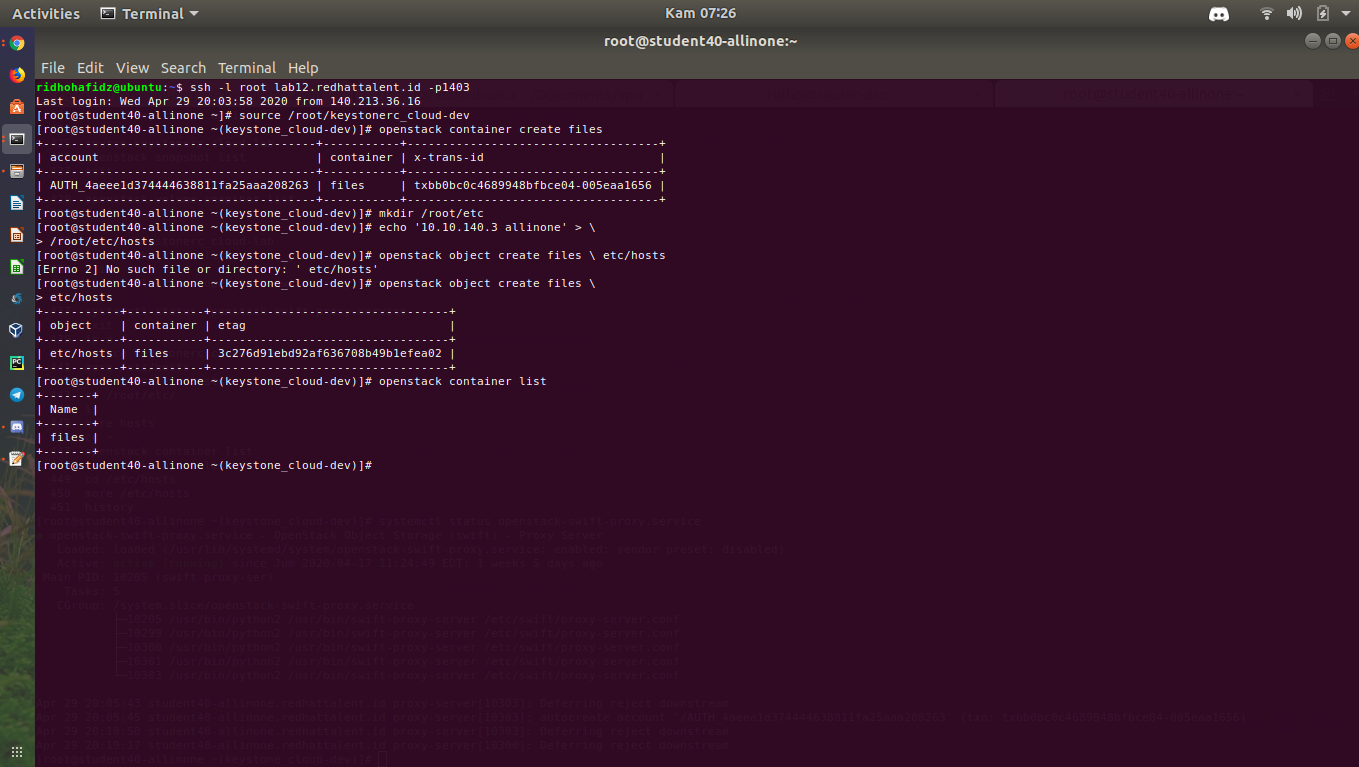 Activities Terminal Kam 07:26
root@student40-allinone:~
File Edit View Search Terminal Help
ridhohafidz@ubuntu:~$ ssh -l root lab12.redhattalent.id -p1403
Last login: Wed Apr 29 20:03:58 2020 from 140.213.36.16
[root@student40-allinone ~]# source /root/keystonerc_cloud-dev
[root@student40-allinone ~(keystone_cloud-dev)]# openstack container create files
+---------------------------------------+-----------+------------------------------------+
| account | container | x-trans-id |
+---------------------------------------+-----------+------------------------------------+
| AUTH_4aeee1d374444638811fa25aaa208263 | files | txbb0bc0c4689948bfbce04-005eaa1656 |
+---------------------------------------+-----------+------------------------------------+
[root@student40-allinone ~(keystone_cloud-dev)]# mkdir /root/etc
[root@student40-allinone ~(keystone_cloud-dev)]# echo '10.10.140.3 allinone' > \
> /root/etc/hosts
[root@student40-allinone ~(keystone_cloud-dev)]# openstack object create files \ etc/hosts
[Errno 2] No such file or directory: ' etc/hosts'
[root@student40-allinone ~(keystone_cloud-dev)]# openstack object create files \
> etc/hosts
+-----------+-----------+----------------------------------+
| object | container | etag |
+-----------+-----------+----------------------------------+
| etc/hosts | files | 3c276d91ebd92af636708b49b1efea02 |
+-----------+-----------+----------------------------------+
[root@student40-allinone ~(keystone_cloud-dev)]# openstack container list
+-------+
| Name |
+-------+
| files |
+-------+
[root@student40-allinone ~(keystone_cloud-dev)]#